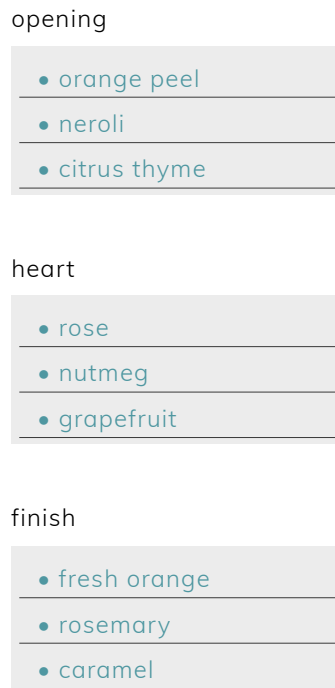 opening
• orange peel
• neroli
• citrus thyme
heart
• rose
• nutmeg
• grapefruit
finish
• fresh orange
• rosemary
• caramel